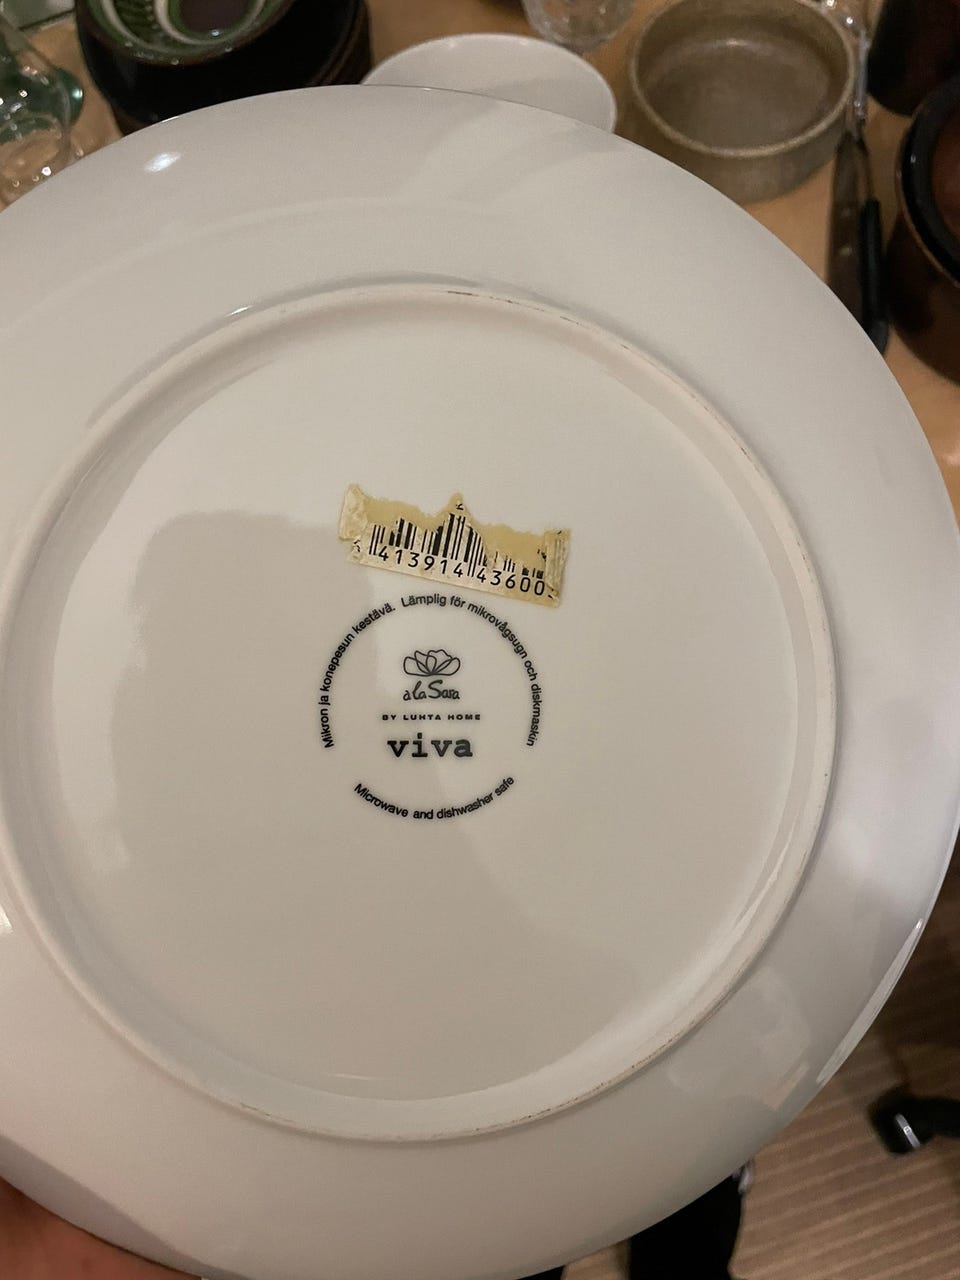 6 413914 43600
Mikron ja konepesun kestävä. Lämplig för mikrovågsugn och diskmaskin
à la Sara
BY LUHTA HOME
viva
Microwave and dishwasher safe